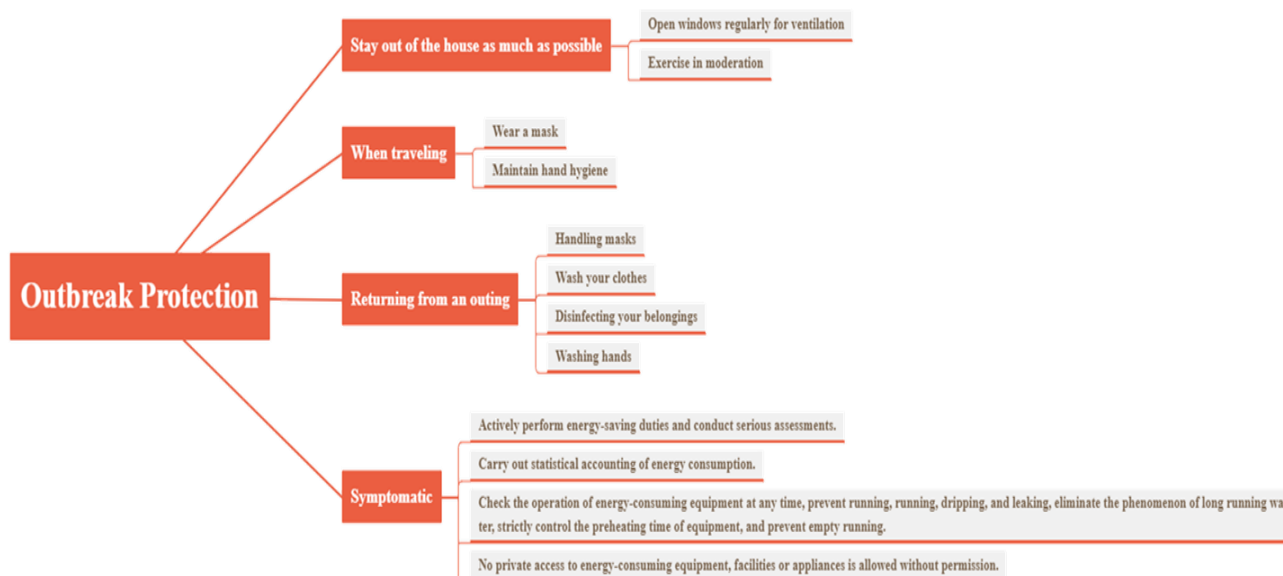 Stay out of the house as much as possible
Open windows regularly for ventilation
Exercise in moderation
When traveling
Wear a mask
Maintain hand hygiene
Outbreak Protection
Returning from an outing
Handling masks
Wash your clothes
Disinfecting your belongings
Washing hands
Symptomatic
Actively perform energy-saving duties and conduct serious assessments.
Carry out statistical accounting of energy consumption.
Check the operation of energy-consuming equipment at any time, prevent running, running, dripping, and leaking, eliminate the phenomenon of long running wa
ter, strictly control the preheating time of equipment, and prevent empty running.
No private access to energy-consuming equipment, facilities or appliances is allowed without permission.